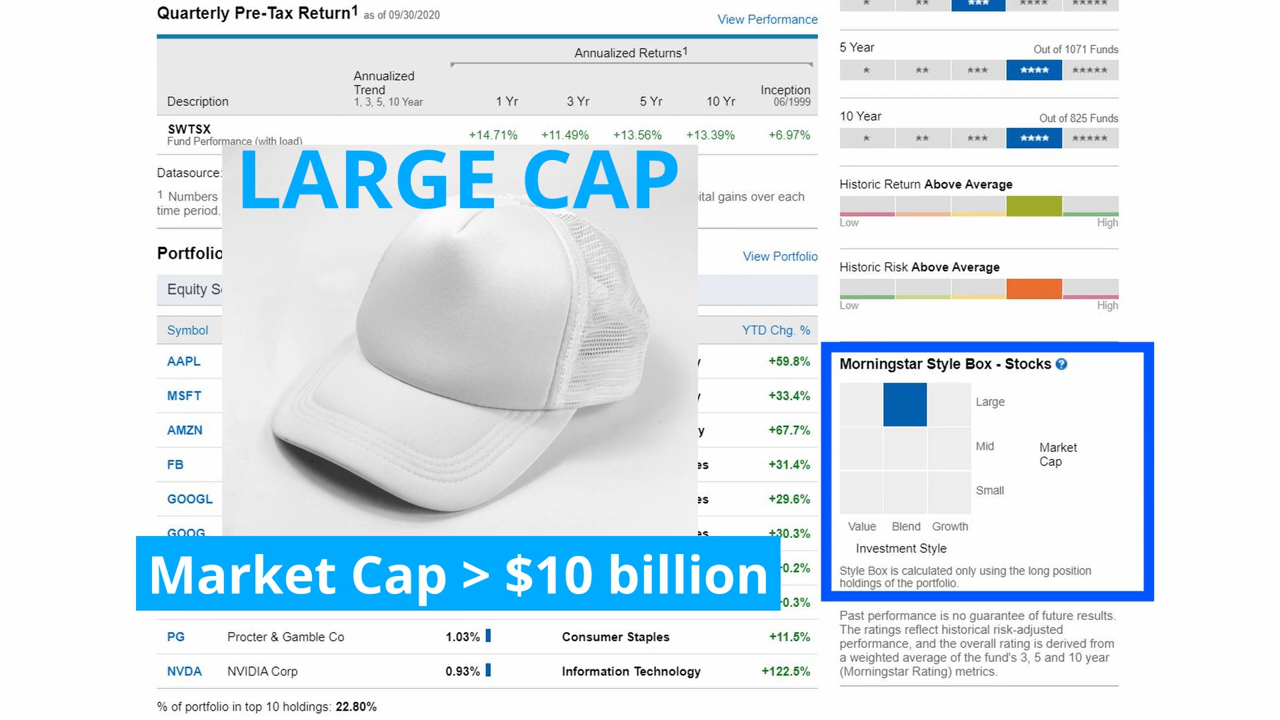 Quarterly Pre-Tax Return1 as of 09/30/2020
View Performance
Annualized Returns1
Annualized
Trend
1, 3, 5, 10 Year
Description
1 Yr
3 Yr
5 Yr
10 Yr
Inception
06/1999
SWTSX
Fund Performance (with load)
+14.71%
+11.49%
+13.56%
+13.39%
+6.97%
Datasource:
1 Numbers
gains over each
time period.
LARGE CAP
Portfolio
View Portfolio
Equity
Symbol
YTD Chg. %
AAPL
+59.8%
MSFT
+33.4%
AMZN
+67.7%
FB
+31.4%
GOOGL
+29.6%
GOOG
+30.3%
Market Cap > $10 billion
PG Procter & Gamble Co 1.03% Consumer Staples +11.5%
NVDA NVIDIA Corp 0.93% Information Technology +122.5%
% of portfolio in top 10 holdings: 22.80%
* ** *** **** *****
5 Year Out of 1071 Funds
* ** *** **** *****
10 Year Out of 825 Funds
* ** *** **** *****
Historic Return Above Average
Low High
Historic Risk Above Average
Low High
Morningstar Style Box - Stocks ?
Large
Mid
Small
Market
Cap
Value Blend Growth
Investment Style
Style Box is calculated only using the long position
holdings of the portfolio.
Past performance is no guarantee of future results.
The ratings reflect historical risk-adjusted
performance, and the overall rating is derived from
a weighted average of the fund's 3, 5 and 10 year
(Morningstar Rating) metrics.